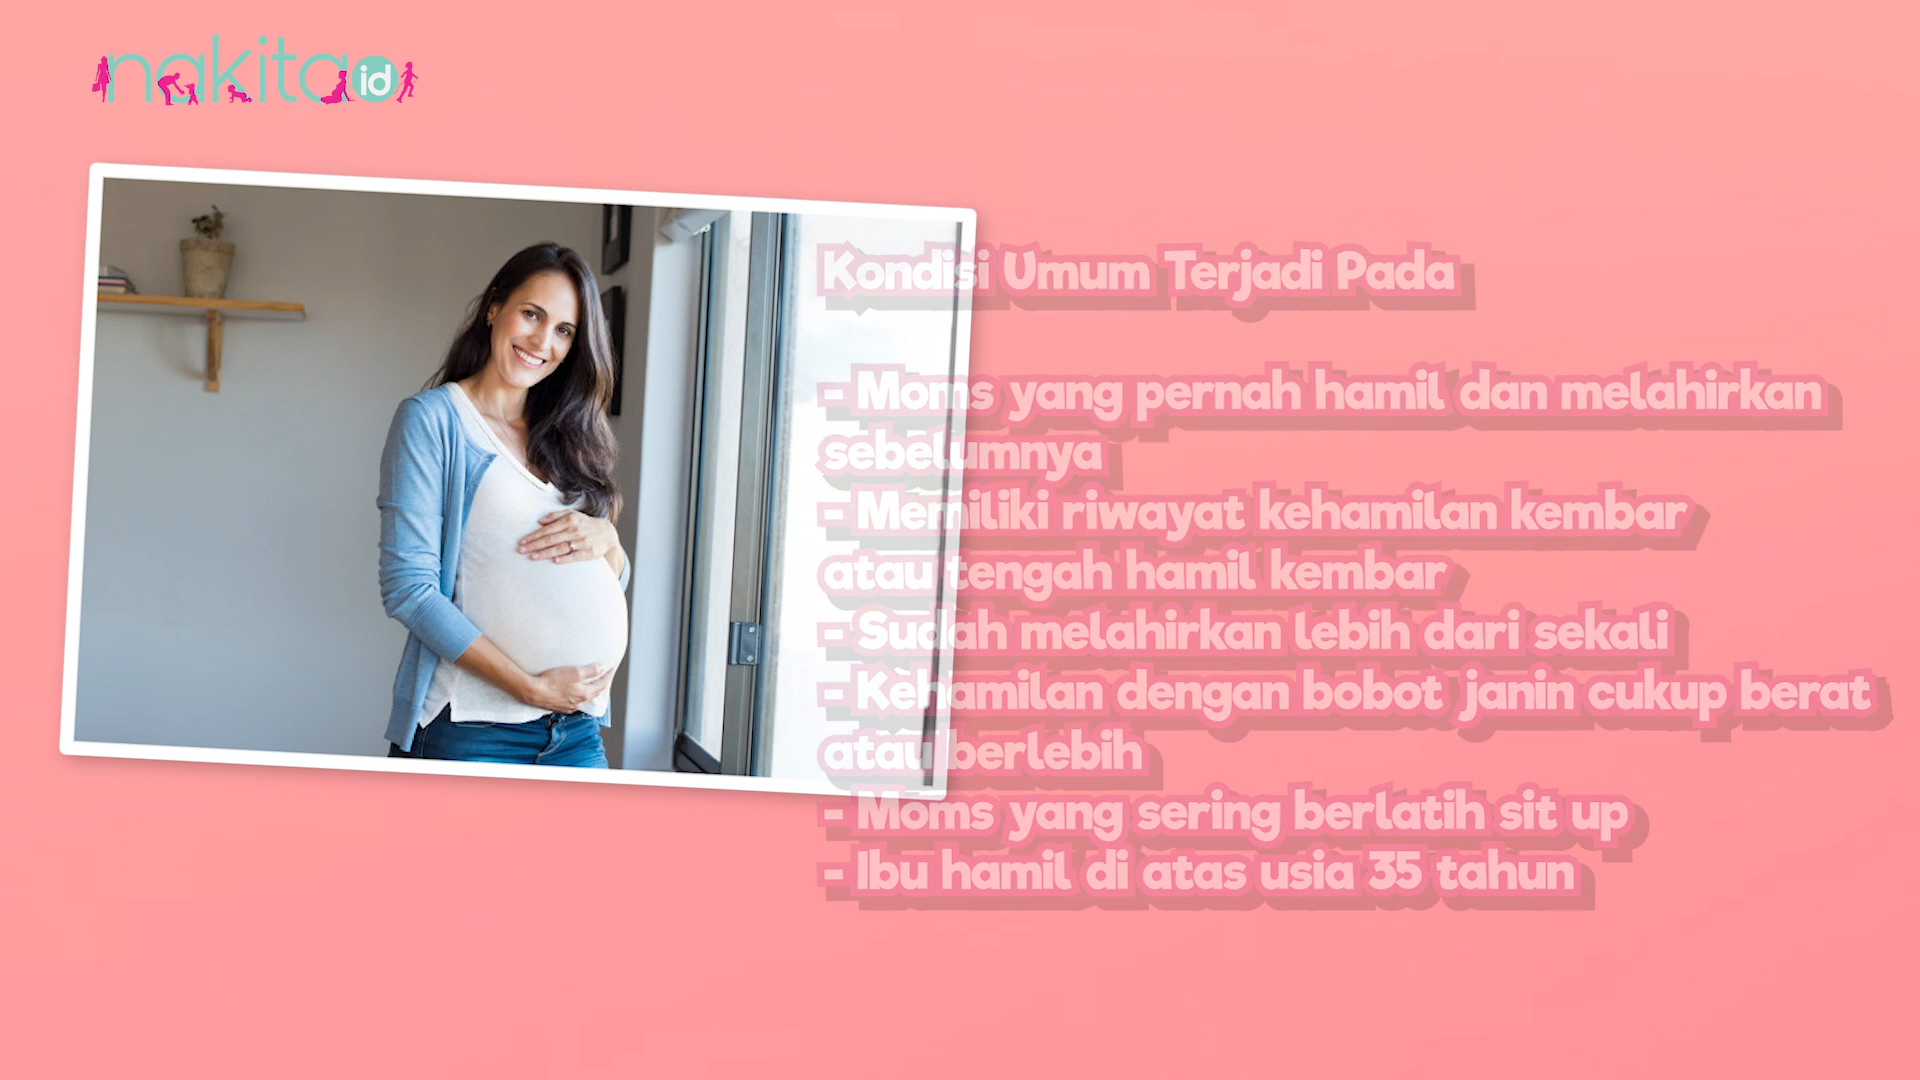 nakita id
Kondisi Umum Terjadi Pada
- Moms yang pernah hamil dan melahirkan
sebelumnya
- Memiliki riwayat kehamilan kembar
atau tengah hamil kembar
- Sudah melahirkan lebih dari sekali
- Kehamilan dengan bobot janin cukup berat
atau berlebih
- Moms yang sering berlatih sit up
- Ibu hamil di atas usia 35 tahun